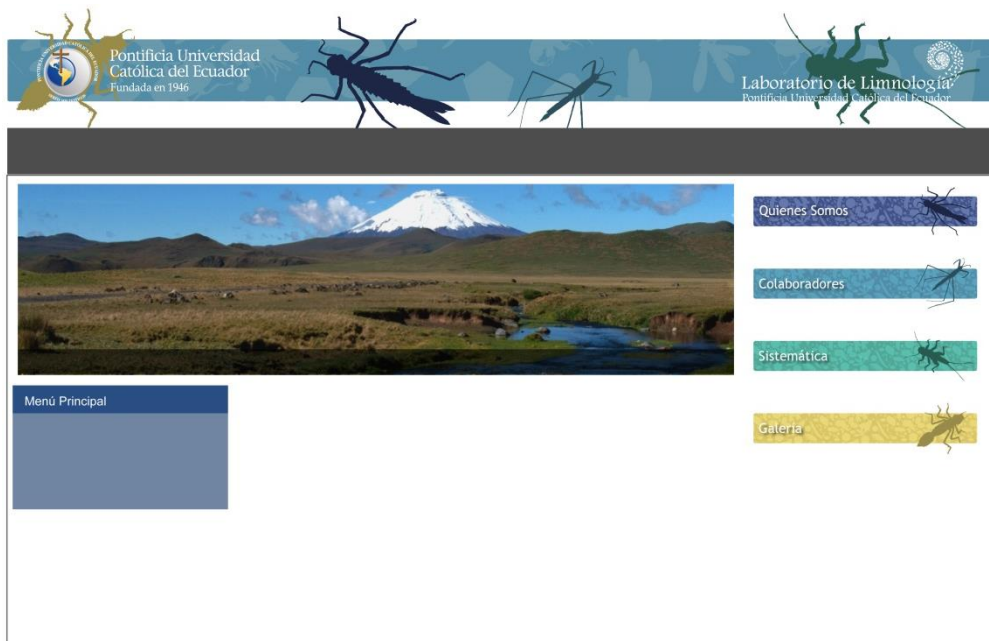 Pontificia Universidad
Católica del Ecuador
Fundada en 1946
Laboratorio de Limnología
Pontificia Universidad Católica del Ecuador
Quienes Somos
Colaboradores
Sistemática
Galería
Menú Principal